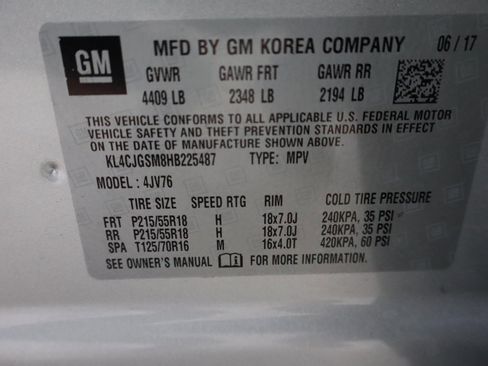 GM
MFD BY GM KOREA COMPANY 06 / 17
GVWR GAWR FRT GAWR RR
4409 LB 2348 LB 2194 LB
THIS VEHICLE CONFORMS TO ALL APPLICABLE U.S. FEDERAL MOTOR
VEHICLE SAFETY AND THEFT PREVENTION STANDARDS IN EFFECT
ON THE DATE OF MANUFACTURE SHOWN ABOVE.
KL4CJGSM8HB225487 TYPE: MPV
MODEL : 4JV76
TIRE SIZE SPEED RTG RIM COLD TIRE PRESSURE
FRT P215/55R18 H 18x7.0J 240KPA, 35 PSI
RR P215/55R18 H 18x7.0J 240KPA, 35 PSI
SPA T125/70R16 M 16x4.0T 420KPA, 60 PSI
SEE OWNER'S MANUAL FOR MORE INFORMATION.